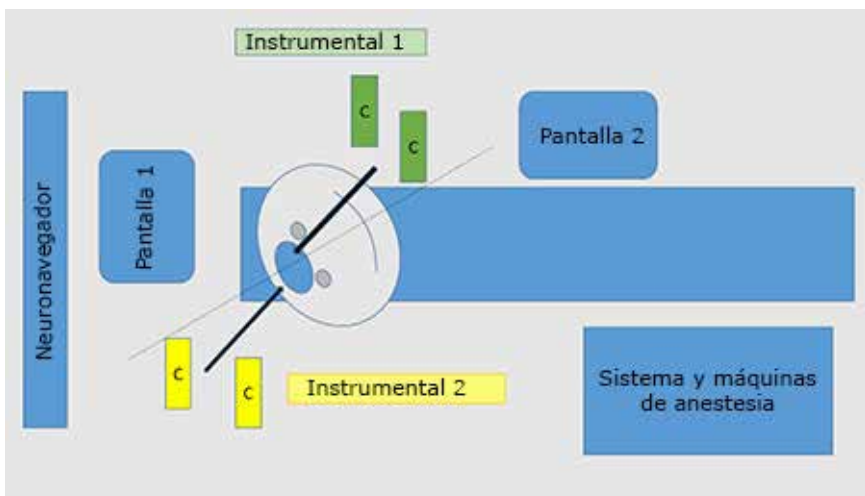 Instrumental 1
C
C
Pantalla 2
Neuronavegador
Pantalla 1
C
C
Instrumental 2
Sistema y máquinas
de anestesia